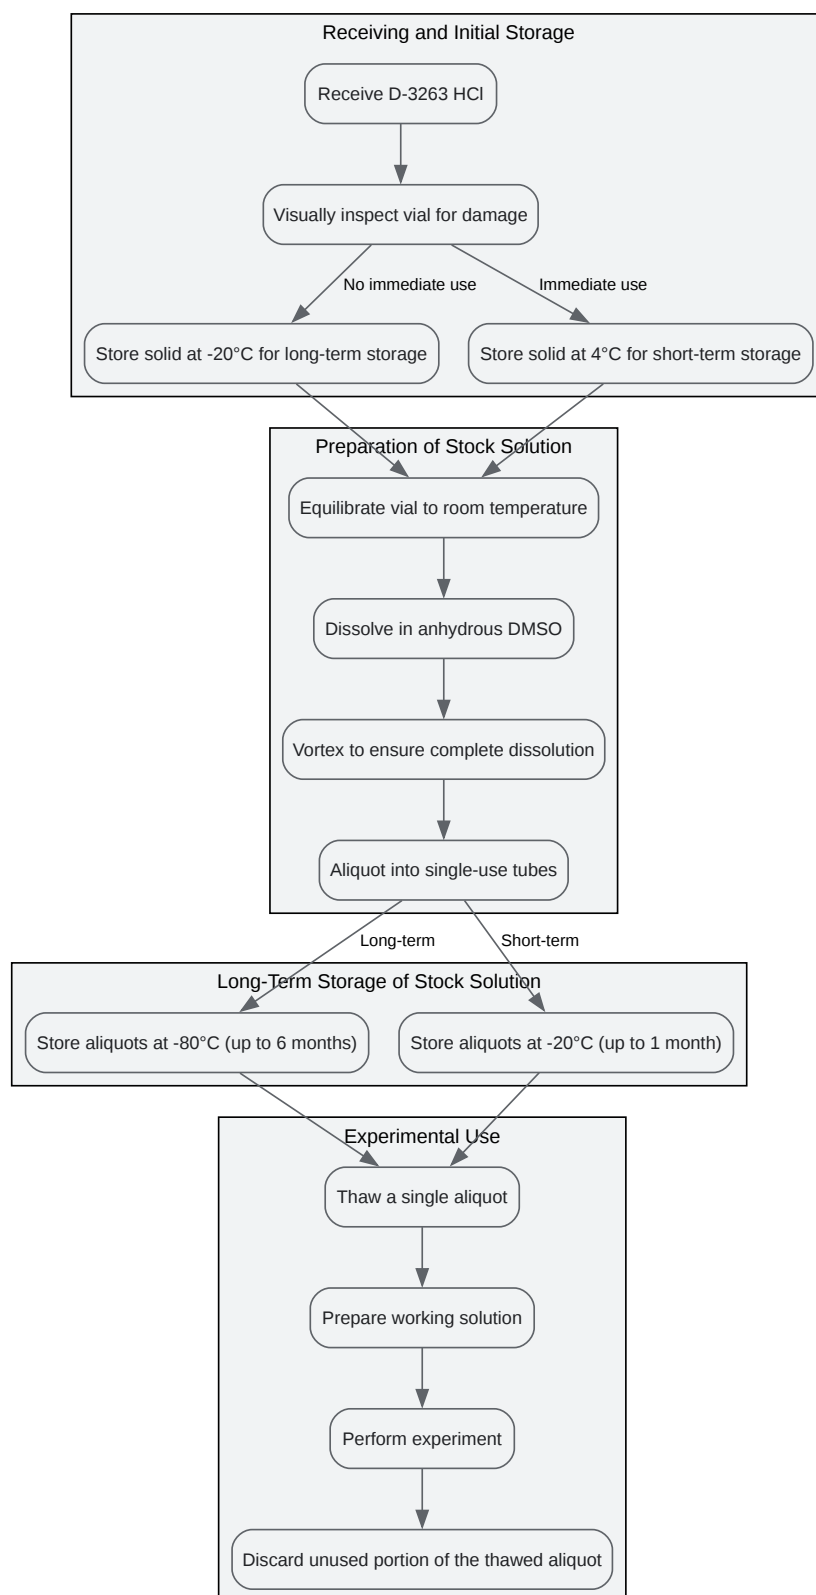 Receiving and Initial Storage
Receive D-3263 HCl
Visually inspect vial for damage
No immediate use
Immediate use
Store solid at -20°C for long-term storage
Store solid at 4°C for short-term storage
Preparation of Stock Solution
Equilibrate vial to room temperature
Dissolve in anhydrous DMSO
Vortex to ensure complete dissolution
Aliquot into single-use tubes
Long-term
Short-term
Long-Term Storage of Stock Solution
Store aliquots at -80°C (up to 6 months)
Store aliquots at -20°C (up to 1 month)
Experimental Use
Thaw a single aliquot
Prepare working solution
Perform experiment
Discard unused portion of the thawed aliquot